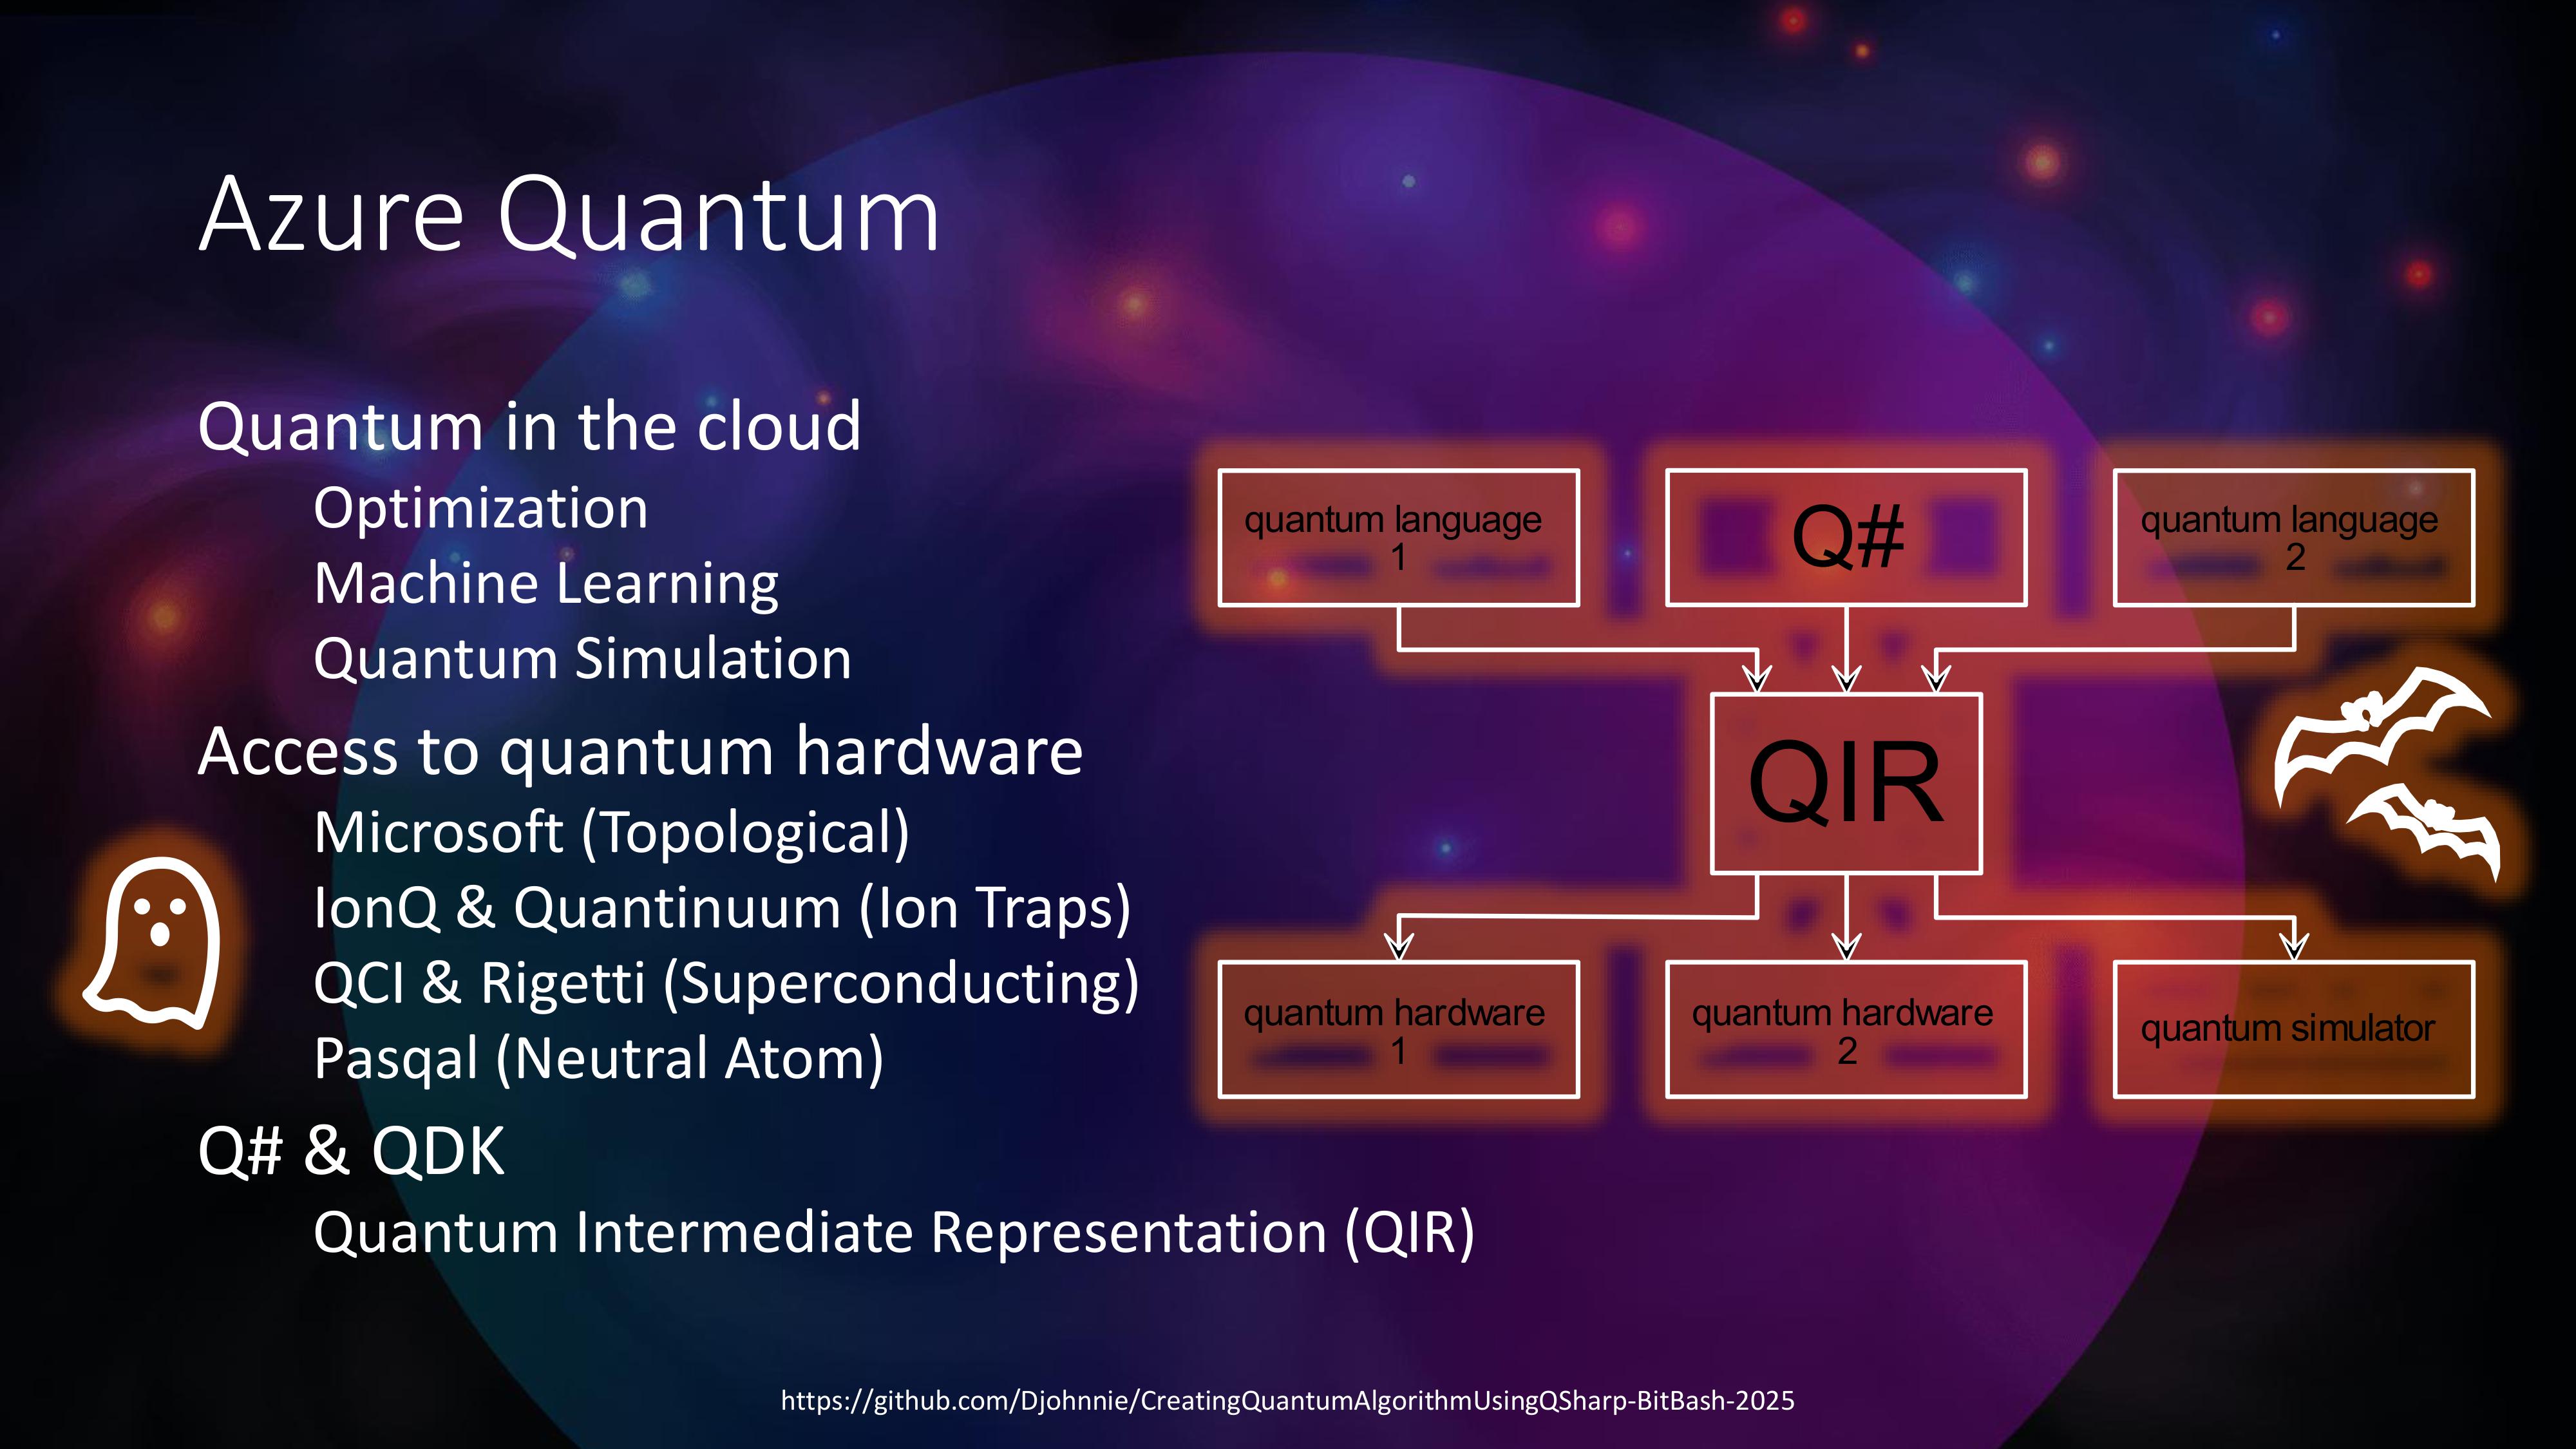 Azure Quantum
Quantum in the cloud
Optimization
Machine Learning
Quantum Simulation
Access to quantum hardware
Microsoft (Topological)
IonQ & Quantinuum (Ion Traps)
QCI & Rigetti (Superconducting)
Pasqal (Neutral Atom)
Q# & QDK
Quantum Intermediate Representation (QIR)
quantum language
1
Q#
quantum language
2
QIR
quantum hardware
1
quantum hardware
2
quantum simulator
https://github.com/Djohnnie/CreatingQuantumAlgorithmUsingQSharp-BitBash-2025